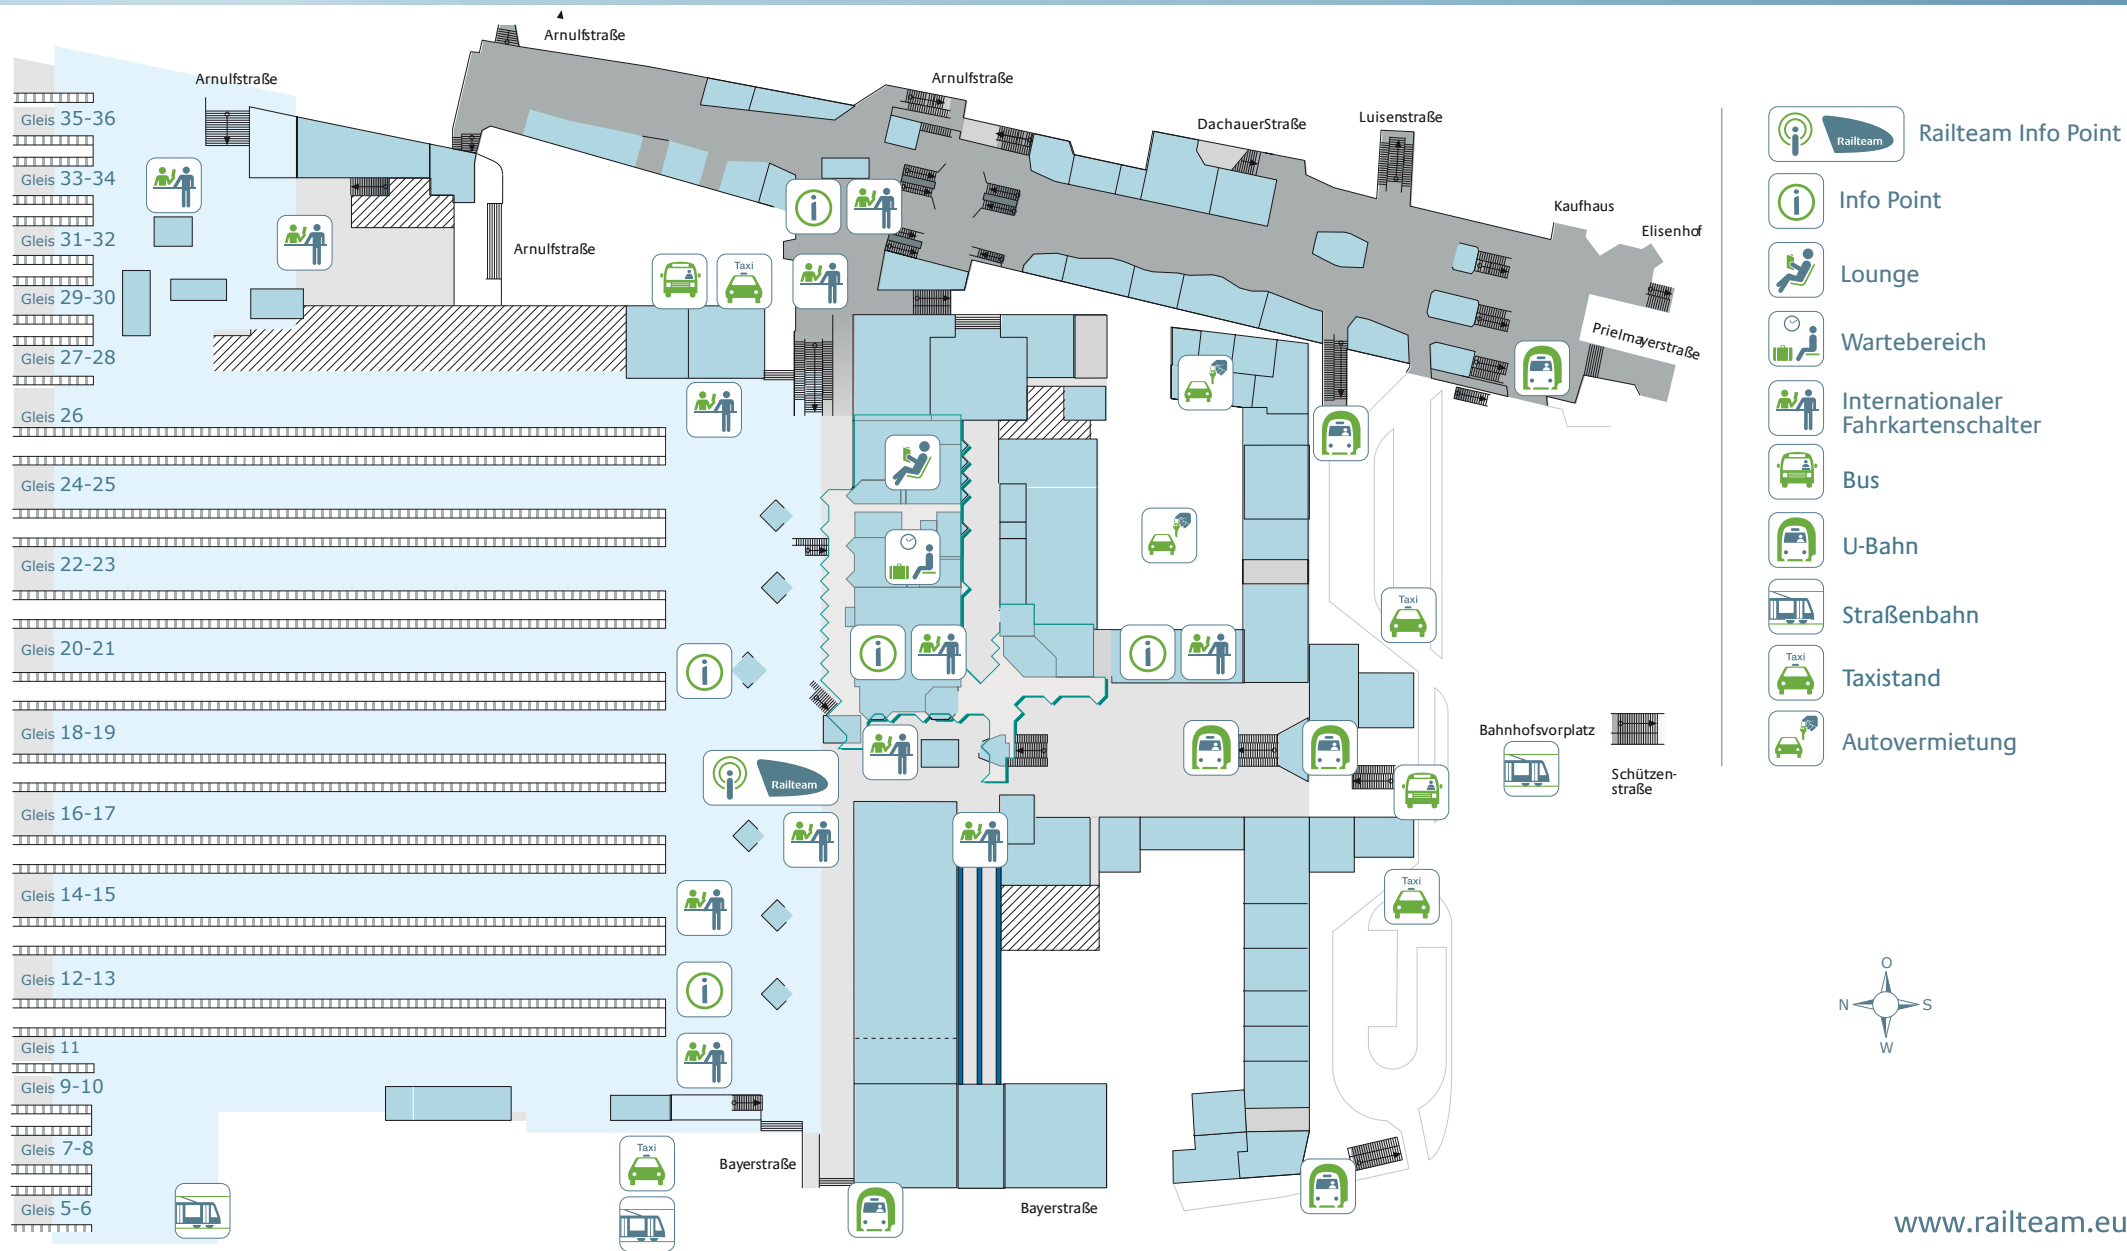 Arnulfstraße
Arnulfstraße
Arnulfstraße
DachauerStraße
Luisenstraße
Kaufhaus
Elisenhof
Prielmayerstraße
Arnulfstraße
Gleis 35-36
Gleis 33-34
Gleis 31-32
Gleis 29-30
Gleis 27-28
Gleis 26
Gleis 24-25
Gleis 22-23
Gleis 20-21
Gleis 18-19
Gleis 16-17
Gleis 14-15
Gleis 12-13
Gleis 11
Gleis 9-10
Gleis 7-8
Gleis 5-6
Taxi
Taxi
Railteam
Bahnhofsvorplatz
Schützen-
straße
Taxi
Taxi
Bayerstraße
Bayerstraße
Railteam
Railteam Info Point
Info Point
Lounge
Wartebereich
Internationaler
Fahrkartenschalter
Bus
U-Bahn
Straßenbahn
Taxi
Taxistand
Autovermietung
O
N
S
W
www.railteam.eu